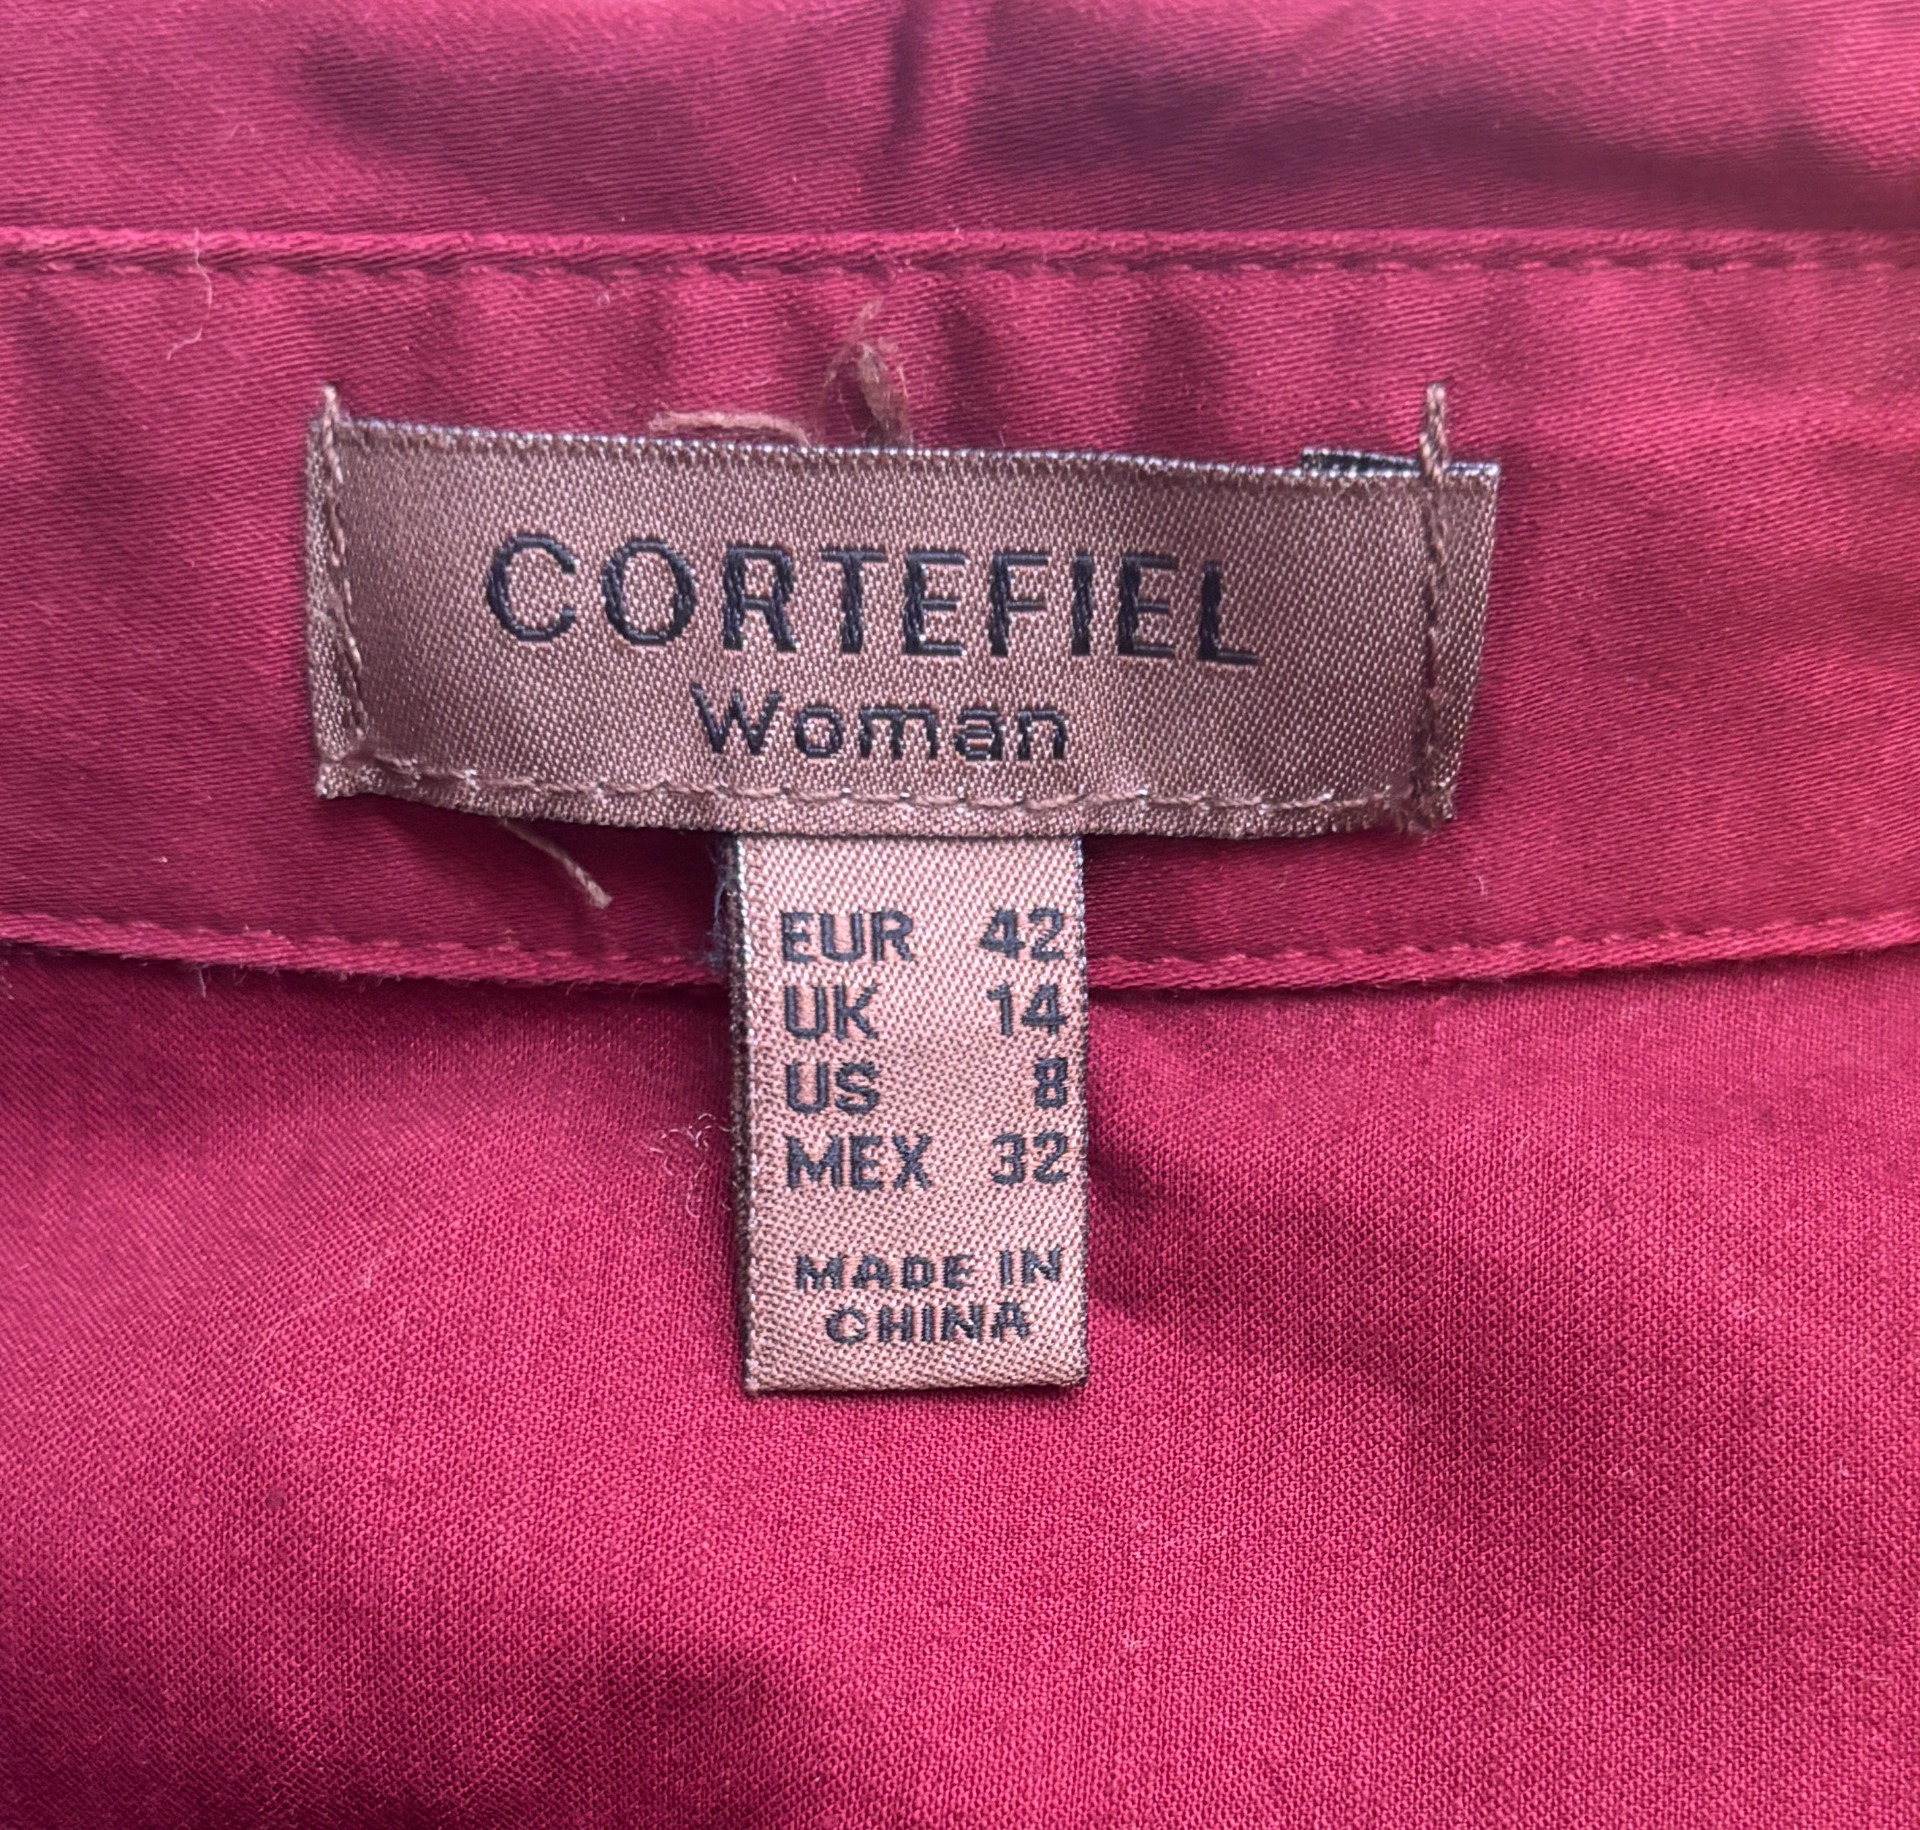 CORTEFIEL
Woman
EUR 42
UK 14
US 8
MEX 32
MADE IN
CHINA